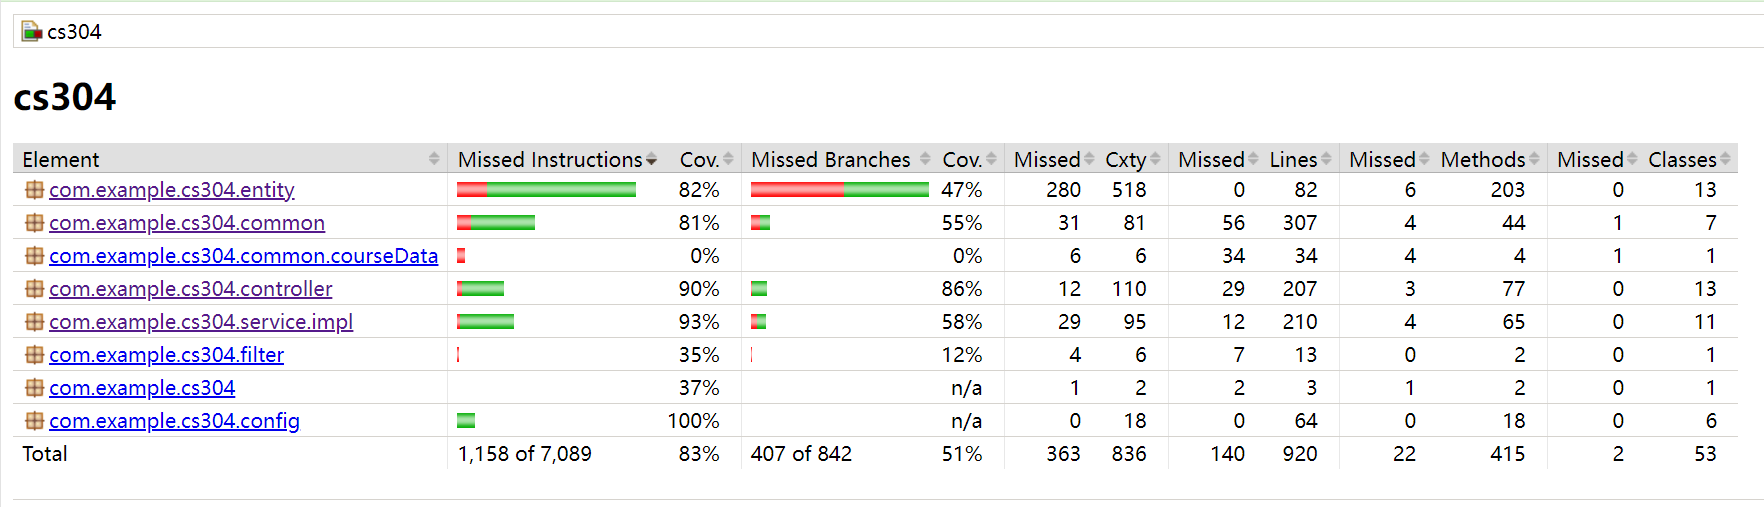 cs304
cs304
Element Missed Instructions Cov. Missed Branches Cov. Missed Cxty Missed Lines Missed Methods Missed Classes
com.example.cs304.entity 82% 47% 280 518 0 82 6 203 0 13
com.example.cs304.common 81% 55% 31 81 56 307 4 44 1 7
com.example.cs304.common.courseData 0% 0% 6 6 34 34 4 4 1 1
com.example.cs304.controller 90% 86% 12 110 29 207 3 77 0 13
com.example.cs304.service.impl 93% 58% 29 95 12 210 4 65 0 11
com.example.cs304.filter 35% 12% 4 6 7 13 0 2 0 1
com.example.cs304 37% n/a 1 2 2 3 1 2 0 1
com.example.cs304.config 100% n/a 0 18 0 64 0 18 0 6
Total 1,158 of 7,089 83% 407 of 842 51% 363 836 140 920 22 415 2 53